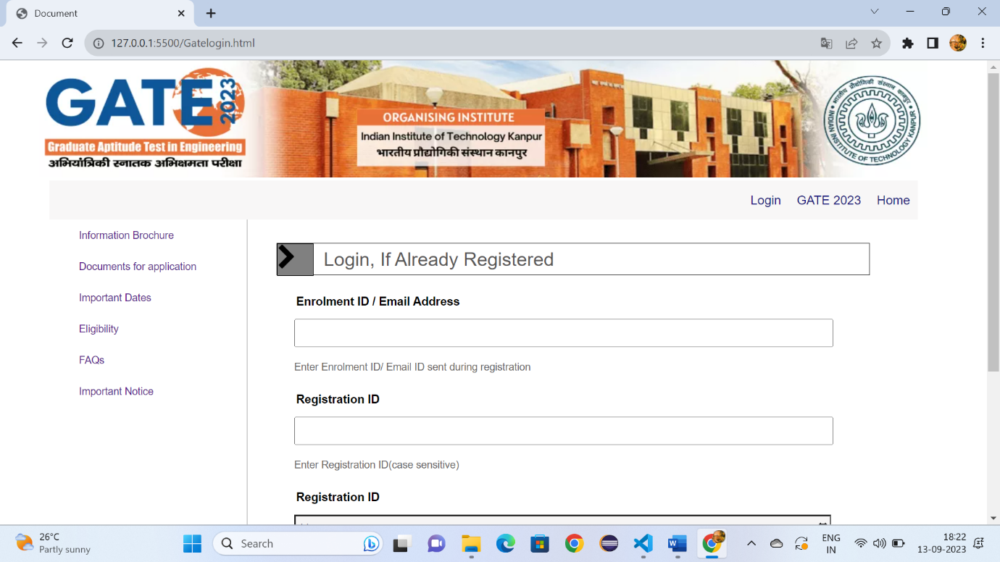 Document
127.0.0.1:5500/Gatelogin.html
GATE 2023
Graduate Aptitude Test in Engineering
अभियांत्रिकी स्नातक अभिक्षमता परीक्षा
ORGANISING INSTITUTE
Indian Institute of Technology Kanpur
भारतीय प्रौद्योगिकी संस्थान कानपुर
भारतीय प्रौद्योगिकी संस्थान कानपुर
INDIAN INSTITUTE OF TECHNOLOGY KANPUR
Login GATE 2023 Home
Information Brochure
Documents for application
Important Dates
Eligibility
FAQs
Important Notice
Login, If Already Registered
Enrolment ID / Email Address
Enter Enrolment ID/ Email ID sent during registration
Registration ID
Enter Registration ID(case sensitive)
Registration ID
26°C
Partly sunny
Search
ENG
IN
18:22
13-09-2023